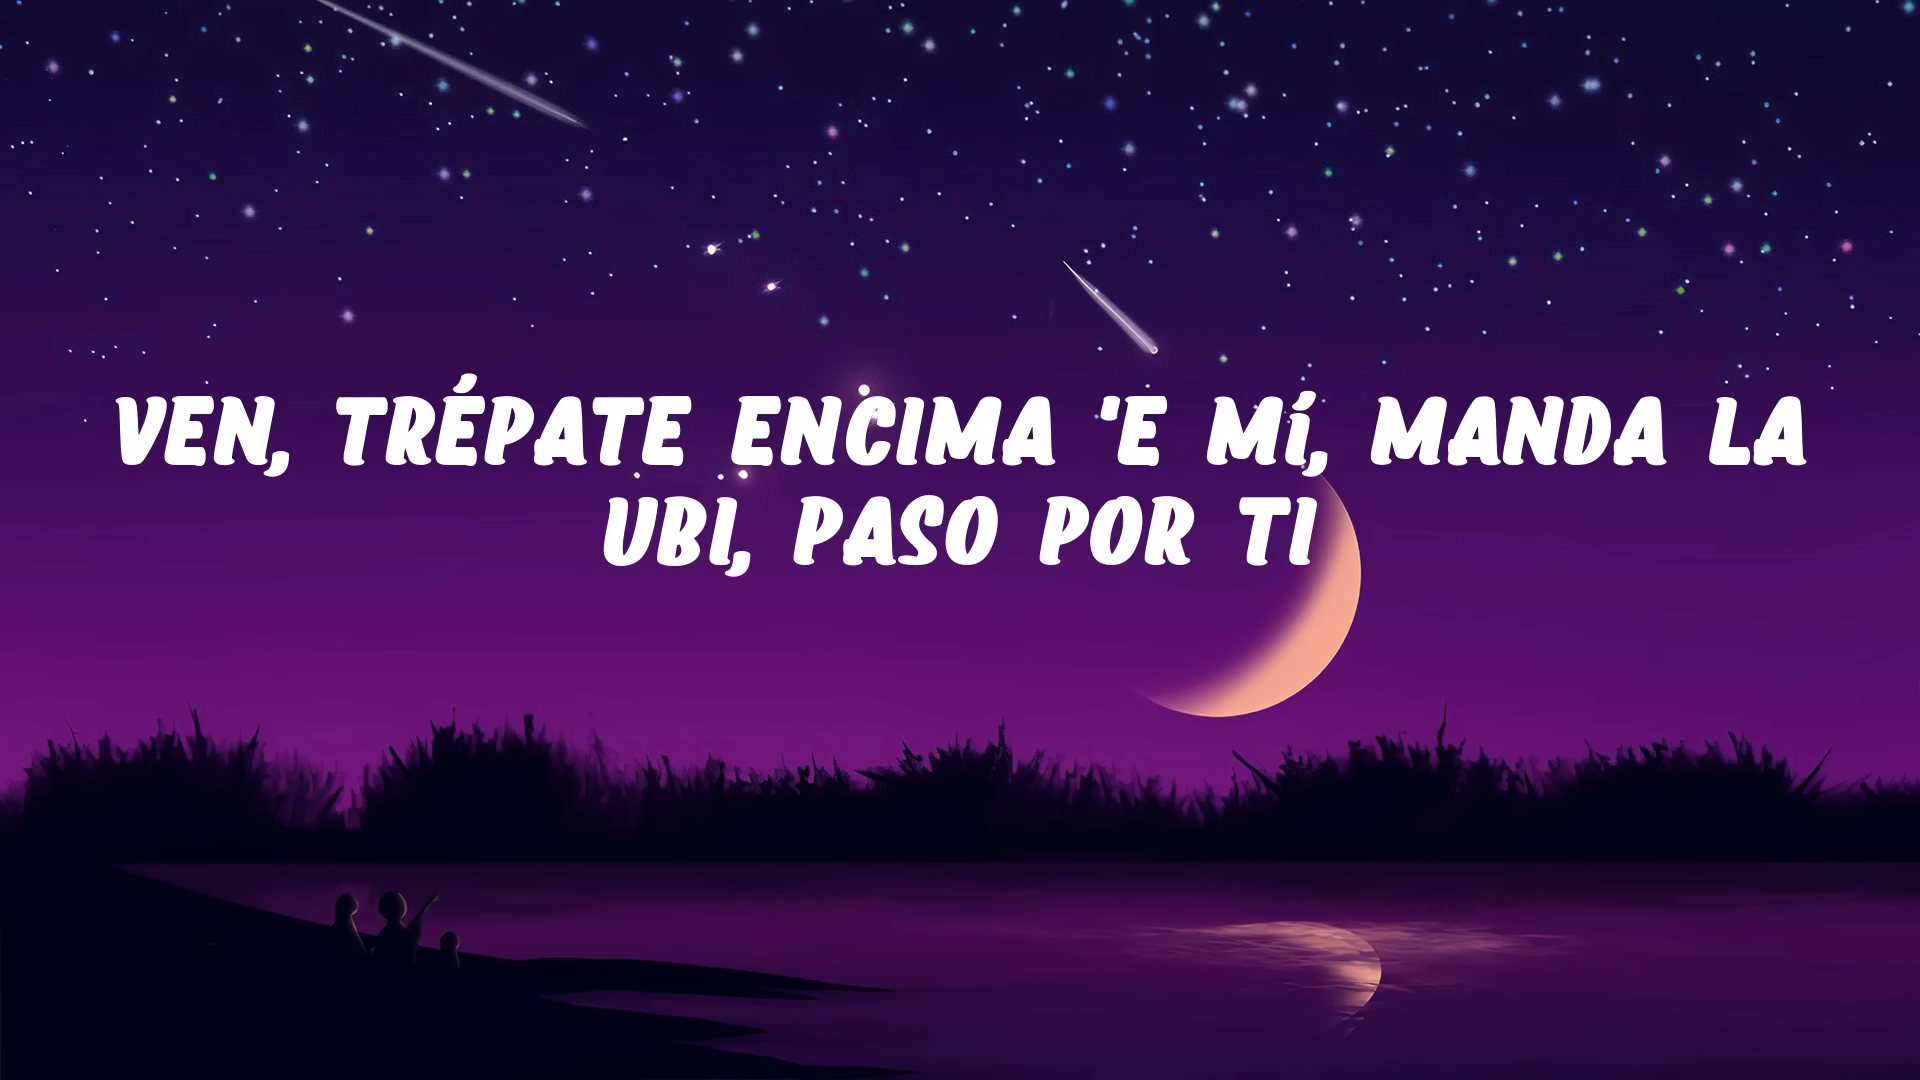 VEN, TRÉPATE ENCIMA 'E MÍ, MANDA LA
UBI, PASO POR TI